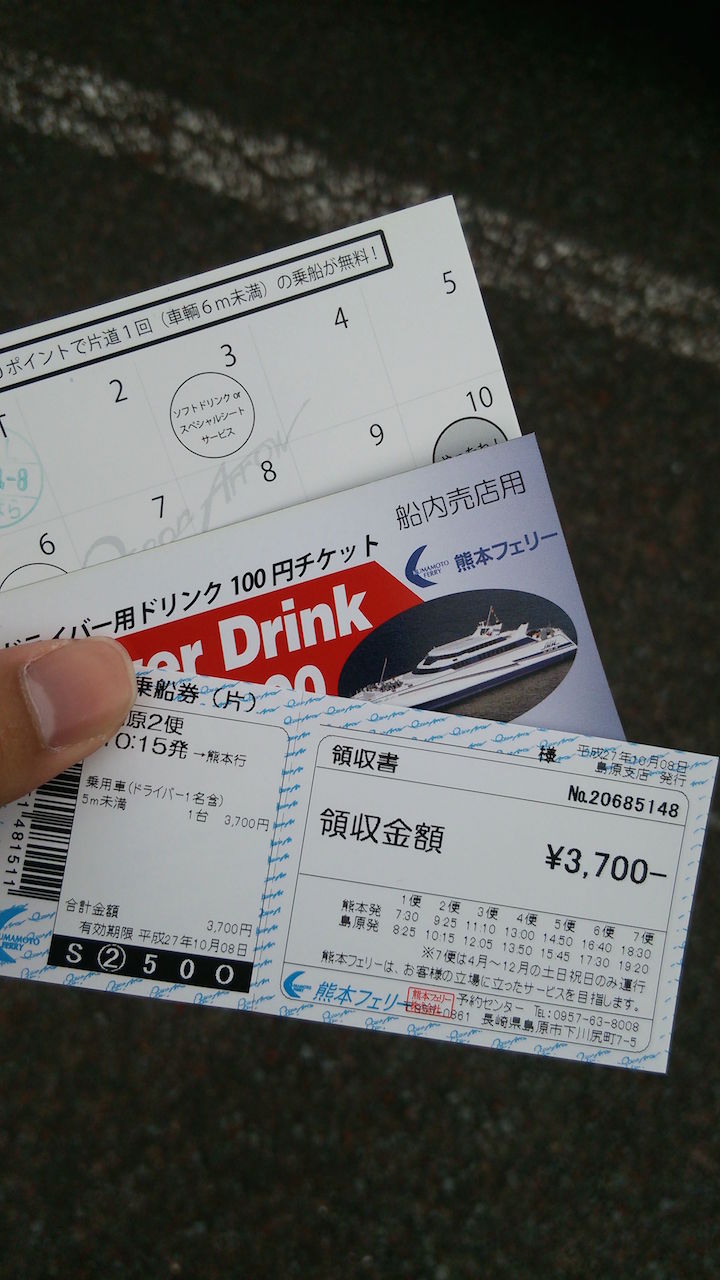 ポイントで片道1回（車輌6m未満）の乗船が無料！
2
3
4
5
ソフトドリンク or
スペシャルシート
サービス
6
7
8
9
10
船内売店用
ドライバー用ドリンク 100 円チケット
KUMAMOTO
FERRY
熊本フェリー
Drink
乗船券（片）
原2便
10:15発 →熊本行
乗用車(ドライバー1名含)
5m未満
1台 3,700円
合計金額
3,700円
有効期限 平成27年10月08日
S②500
KUMAMOTO
FERRY
領収書
様
平成27年10月08日
島原支店 発行
No.20685148
領収金額
¥3,700-
1便 2便 3便 4便 5便 6便 7便
熊本発 7:30 9:25 11:10 13:00 14:50 16:40 18:30
島原発 8:25 10:15 12:05 13:50 15:45 17:30 19:20
※7便は4月〜12月の土日祝日のみ運行
熊本フェリーは、お客様の立場に立ったサービスを目指します。
熊本フェリー
予約センター TEL:0957-63-8008
0861 長崎県島原市下川尻町7-5